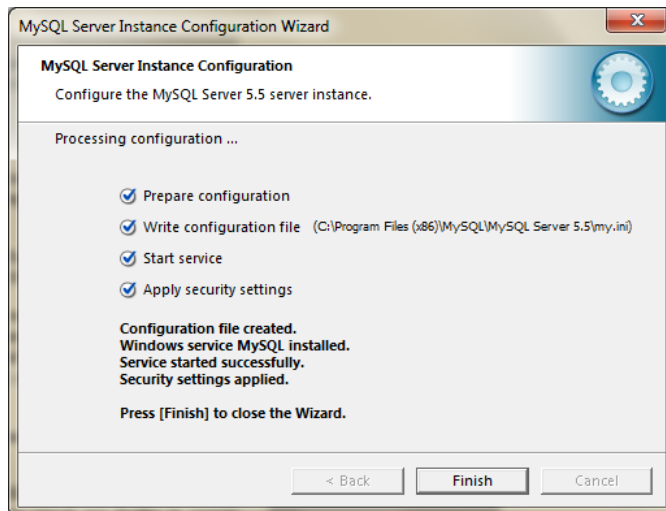 MySQL Server Instance Configuration Wizard
MySQL Server Instance Configuration
Configure the MySQL Server 5.5 server instance.
Processing configuration ...
Prepare configuration
Write configuration file (C:\Program Files (x86)\MySQL\MySQL Server 5.5\my.ini)
Start service
Apply security settings
Configuration file created.
Windows service MySQL installed.
Service started successfully.
Security settings applied.
Press [Finish] to close the Wizard.
< Back Finish Cancel